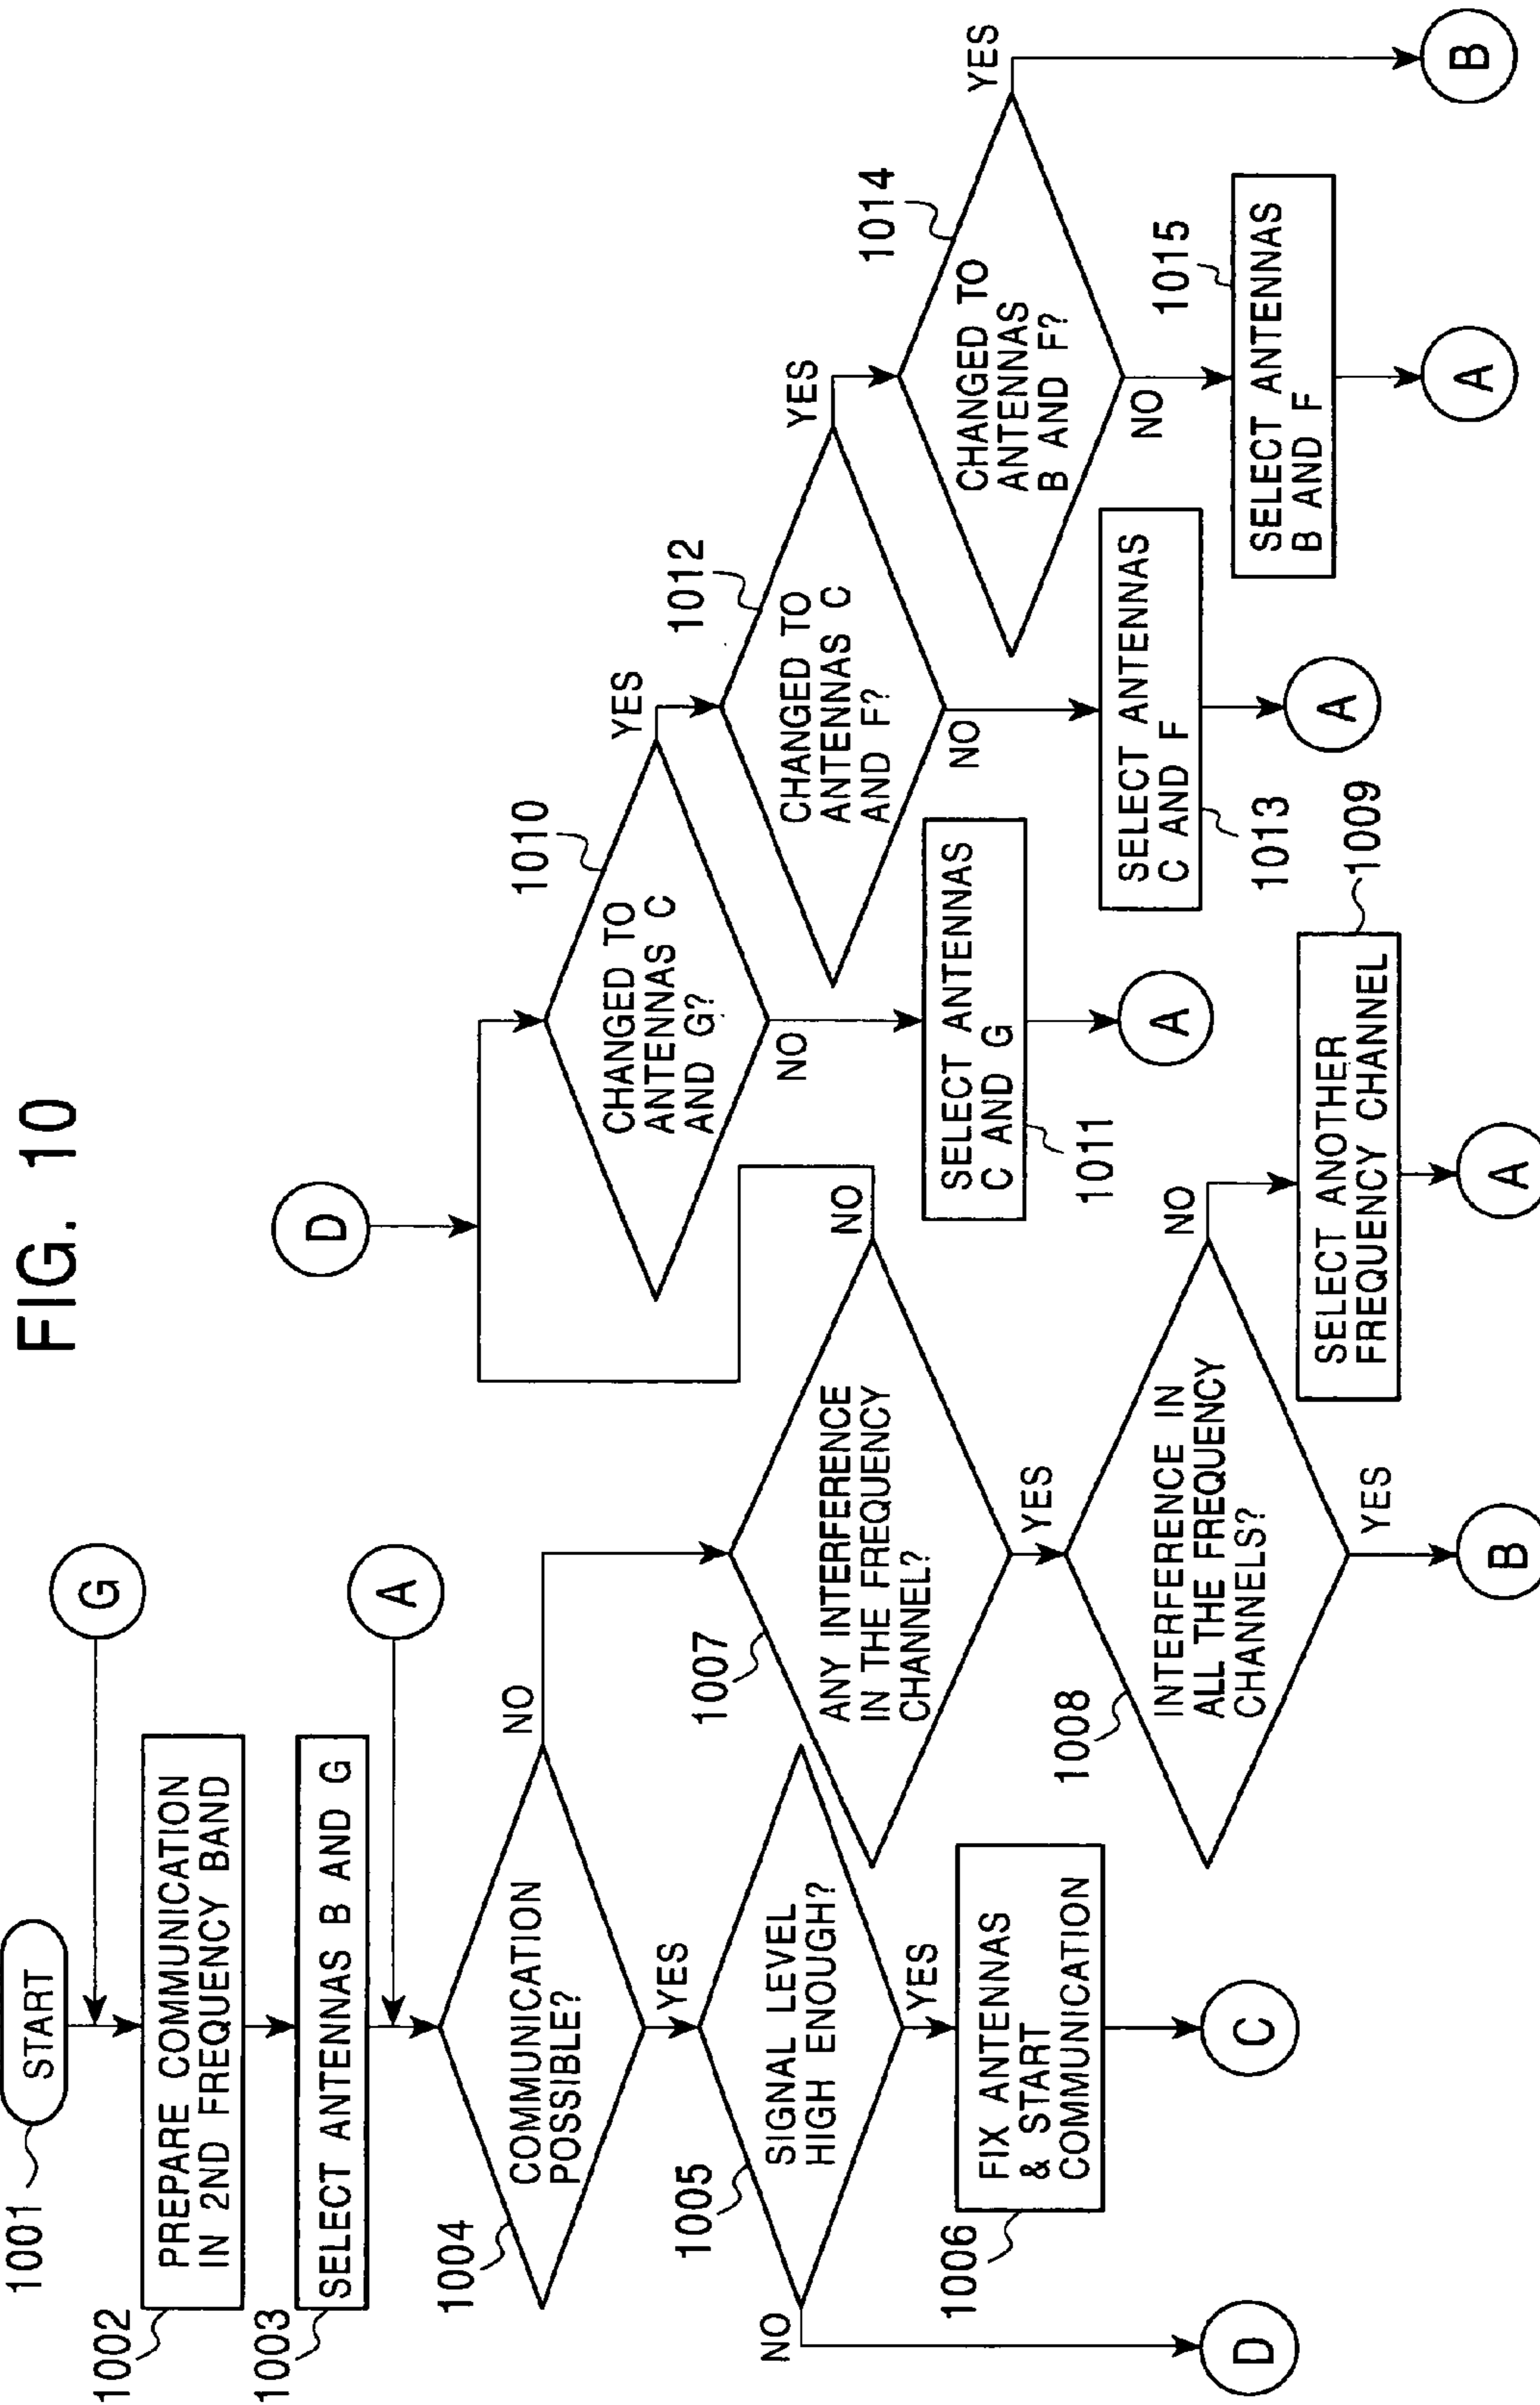 FIG. 10
1001
START
G
1002
PREPARE COMMUNICATION
IN 2ND FREQUENCY BAND
1003
SELECT ANTENNAS B AND G
A
1004
COMMUNICATION
POSSIBLE?
NO
YES
1005
SIGNAL LEVEL
HIGH ENOUGH?
NO
YES
1006
FIX ANTENNAS
& START
COMMUNICATION
D
C
1007
ANY INTERFERENCE
IN THE FREQUENCY
CHANNEL?
NO
YES
1008
INTERFERENCE IN
ALL THE FREQUENCY
CHANNELS?
NO
YES
B
SELECT ANOTHER
FREQUENCY CHANNEL
1009
A
D
1010
CHANGED TO
ANTENNAS C
AND G?
YES
NO
SELECT ANTENNAS
C AND G
1011
A
1012
CHANGED TO
ANTENNAS C
AND F?
YES
NO
SELECT ANTENNAS
C AND F
1013
A
1014
CHANGED TO
ANTENNAS
B AND F?
YES
NO
1015
SELECT ANTENNAS
B AND F
A
B